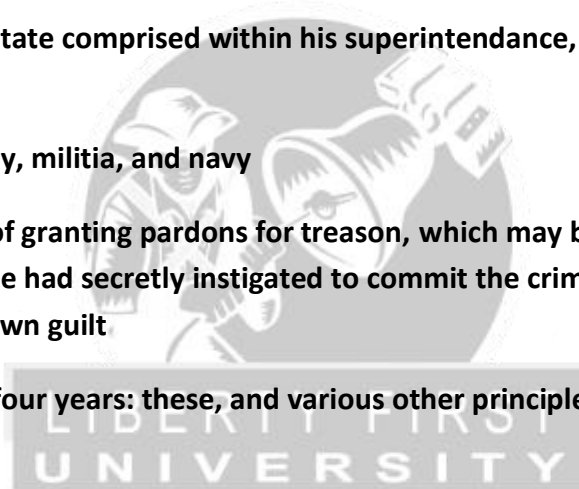 tate comprised within his superintendance,
y, militia, and navy
of granting pardons for treason, which may b
e had secretly instigated to commit the crim
wn guilt
four years: these, and various other principle
LIBERTY FIRST
UNIVERSITY